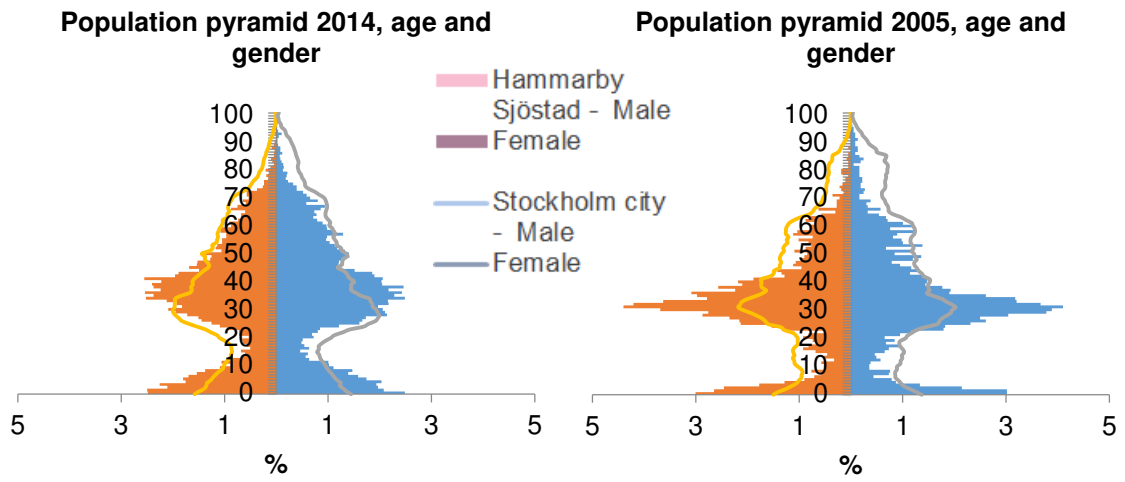 Population pyramid 2014, age and
gender
Hammarby
Sjöstad - Male
Female
Stockholm city
- Male
Female
100
90
80
70
60
50
40
30
20
10
0
5 3 1 1 3 5
%
Population pyramid 2005, age and
gender
100
90
80
70
60
50
40
30
20
10
0
5 3 1 1 3 5
%